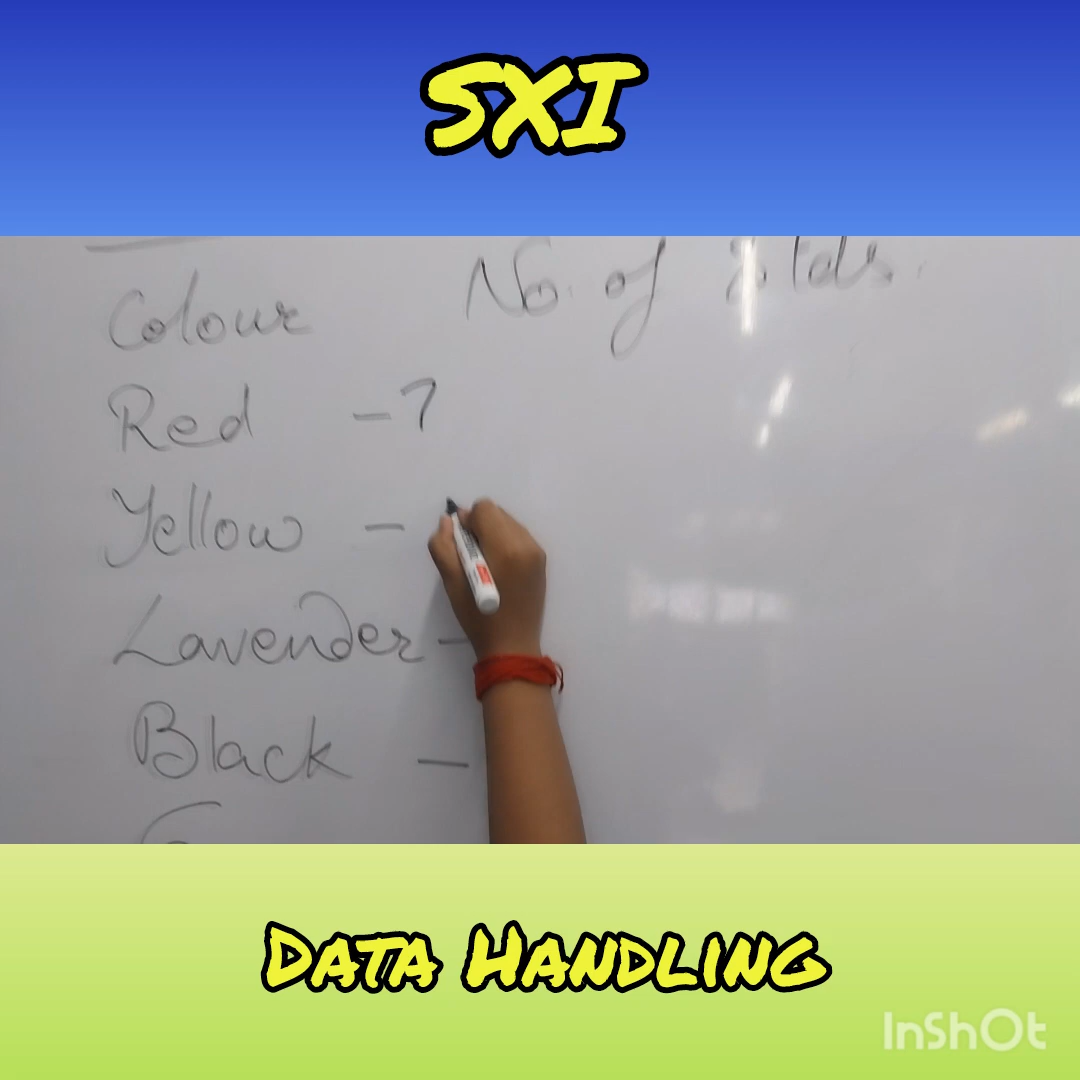 SXI
Colour No. of
Red - 7
Yellow -
Lavender -
Black -
DATA HANDLING
InShOt